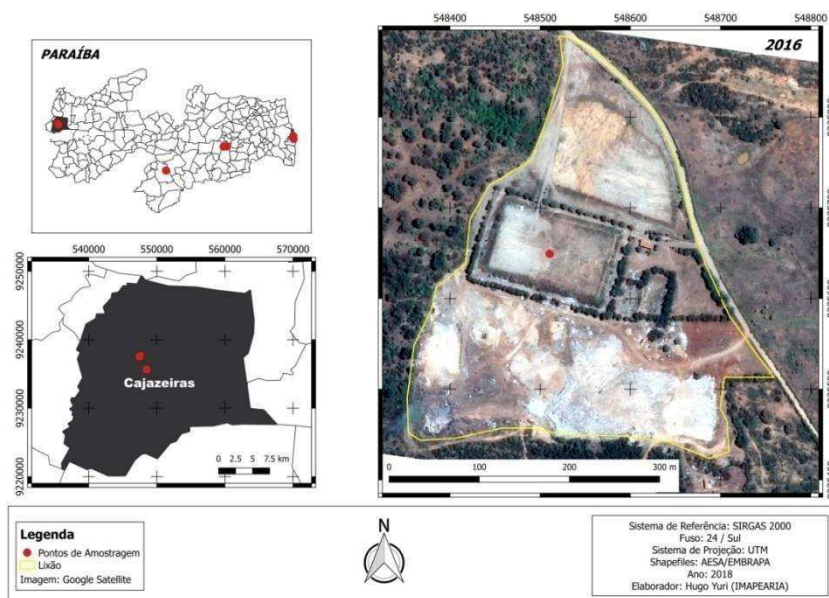 PARAÍBA
540000 550000 560000 570000
9250000
9240000
9230000
9220000
Cajazeiras
0 2.5 5 7.5 km
548400 548500 548600 548700 548800
2016
0 100 200 300 m
Legenda
Pontos de Amostragem
Lixão
Imagem: Google Satellite
N
Sistema de Referência: SIRGAS 2000
Fuso: 24 / Sul
Sistema de Projeção: UTM
Shapefiles: AESA/EMBRAPA
Ano: 2018
Elaborador: Hugo Yuri (IMAPEARIA)